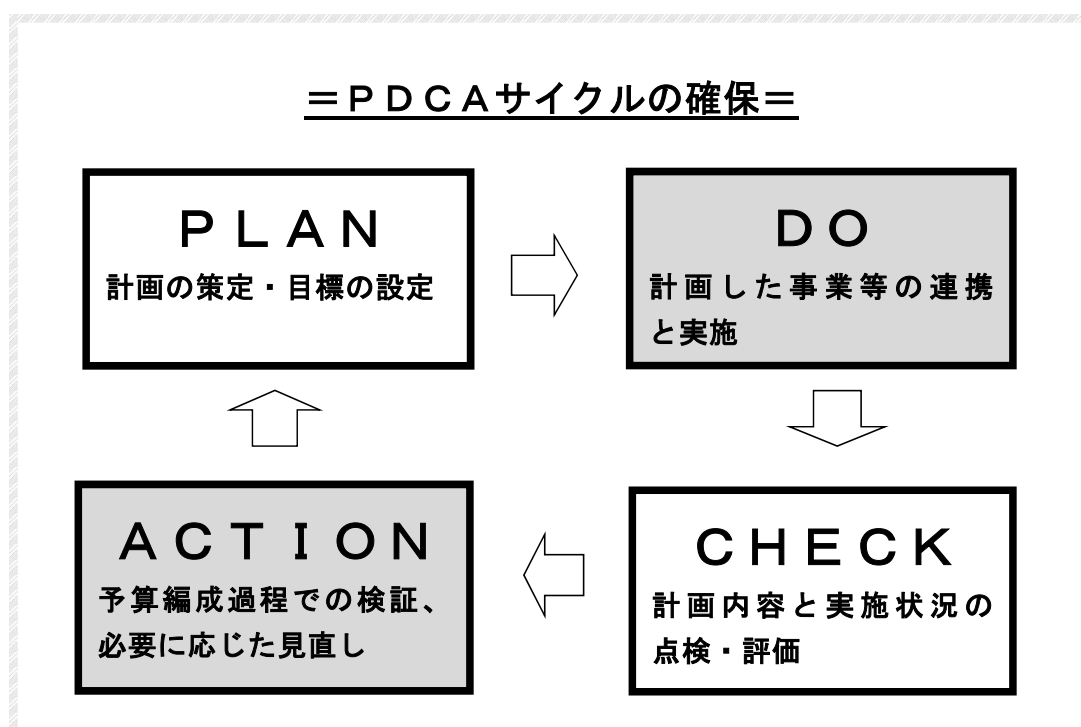 ＝ＰＤＣＡサイクルの確保＝
ＰＬＡＮ
計画の策定・目標の設定
ＤＯ
計画した事業等の連携
と実施
ＣＨＥＣＫ
計画内容と実施状況の
点検・評価
ＡＣＴＩＯＮ
予算編成過程での検証、
必要に応じた見直し